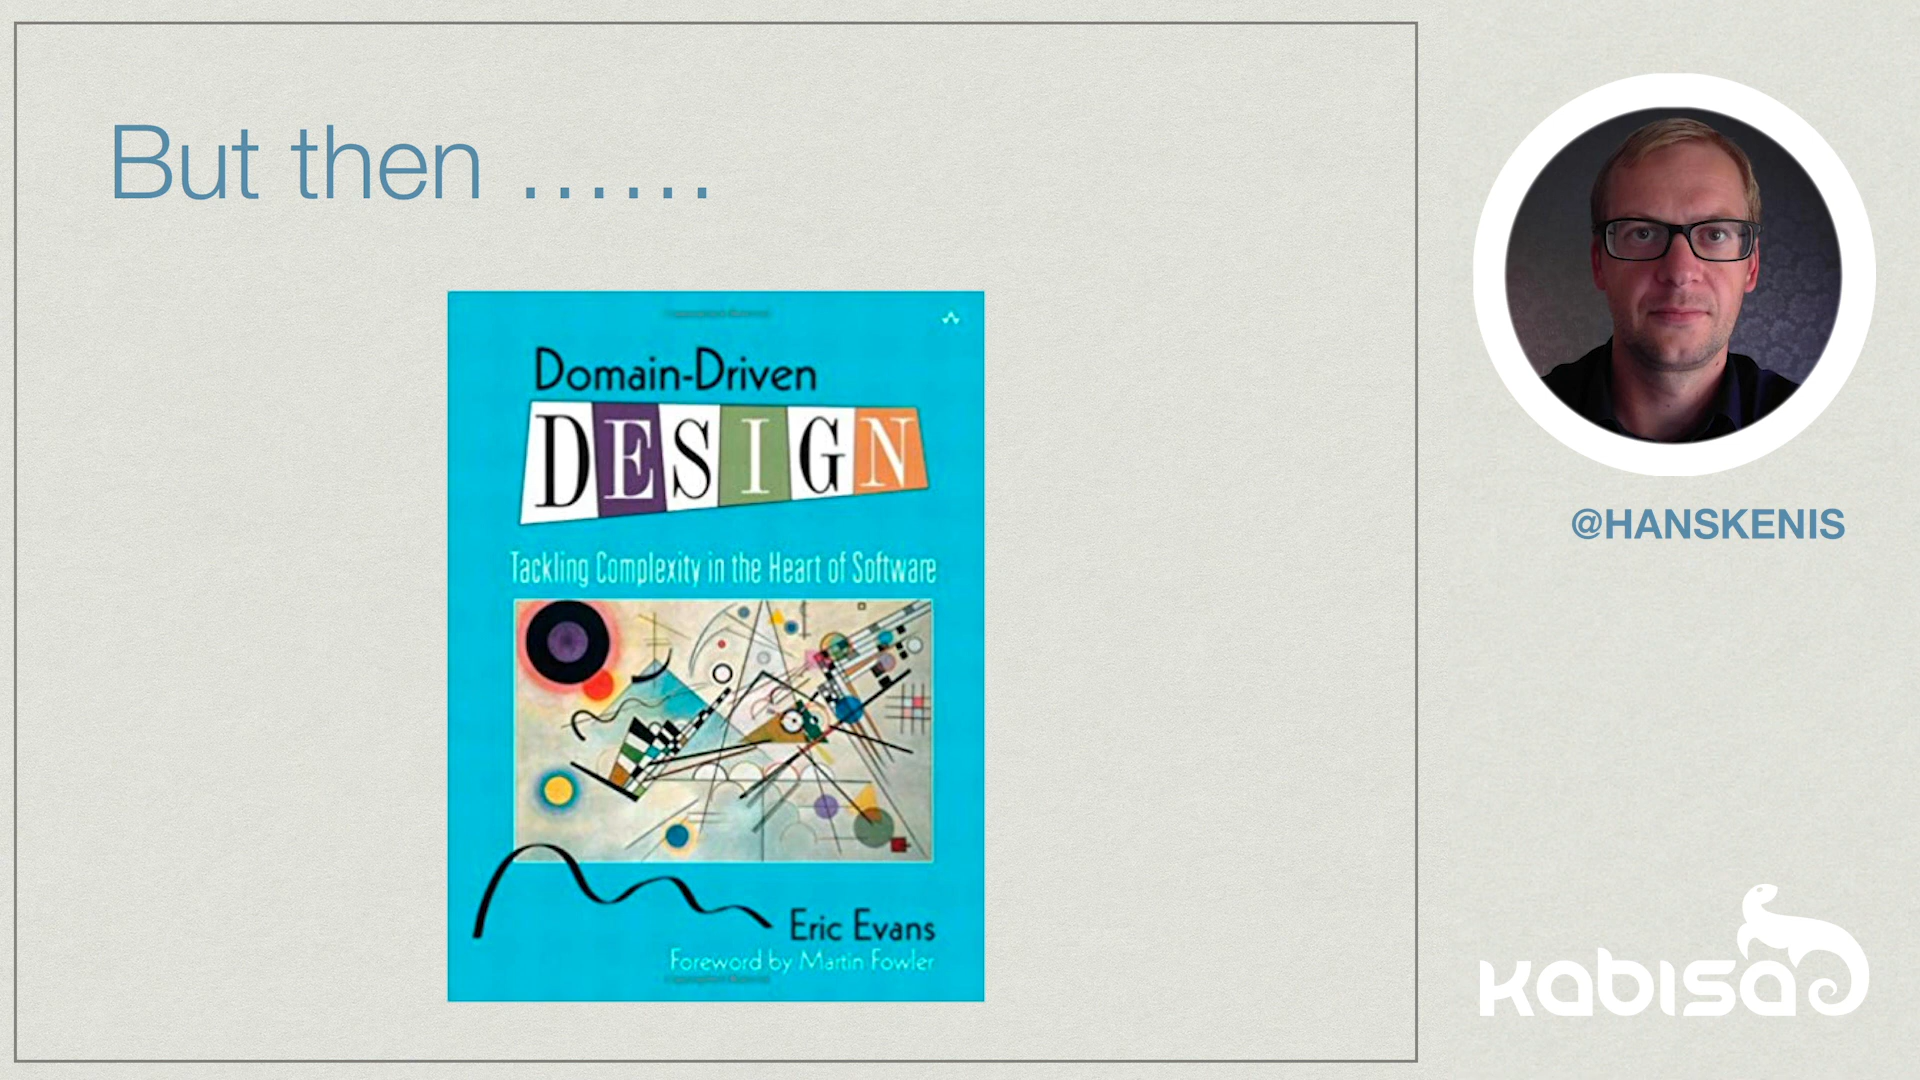 But then ......
Domain-Driven
DESIGN
Tackling Complexity in the Heart of Software
Eric Evans
Foreword by Martin Fowler
@HANSKENIS
kabisa